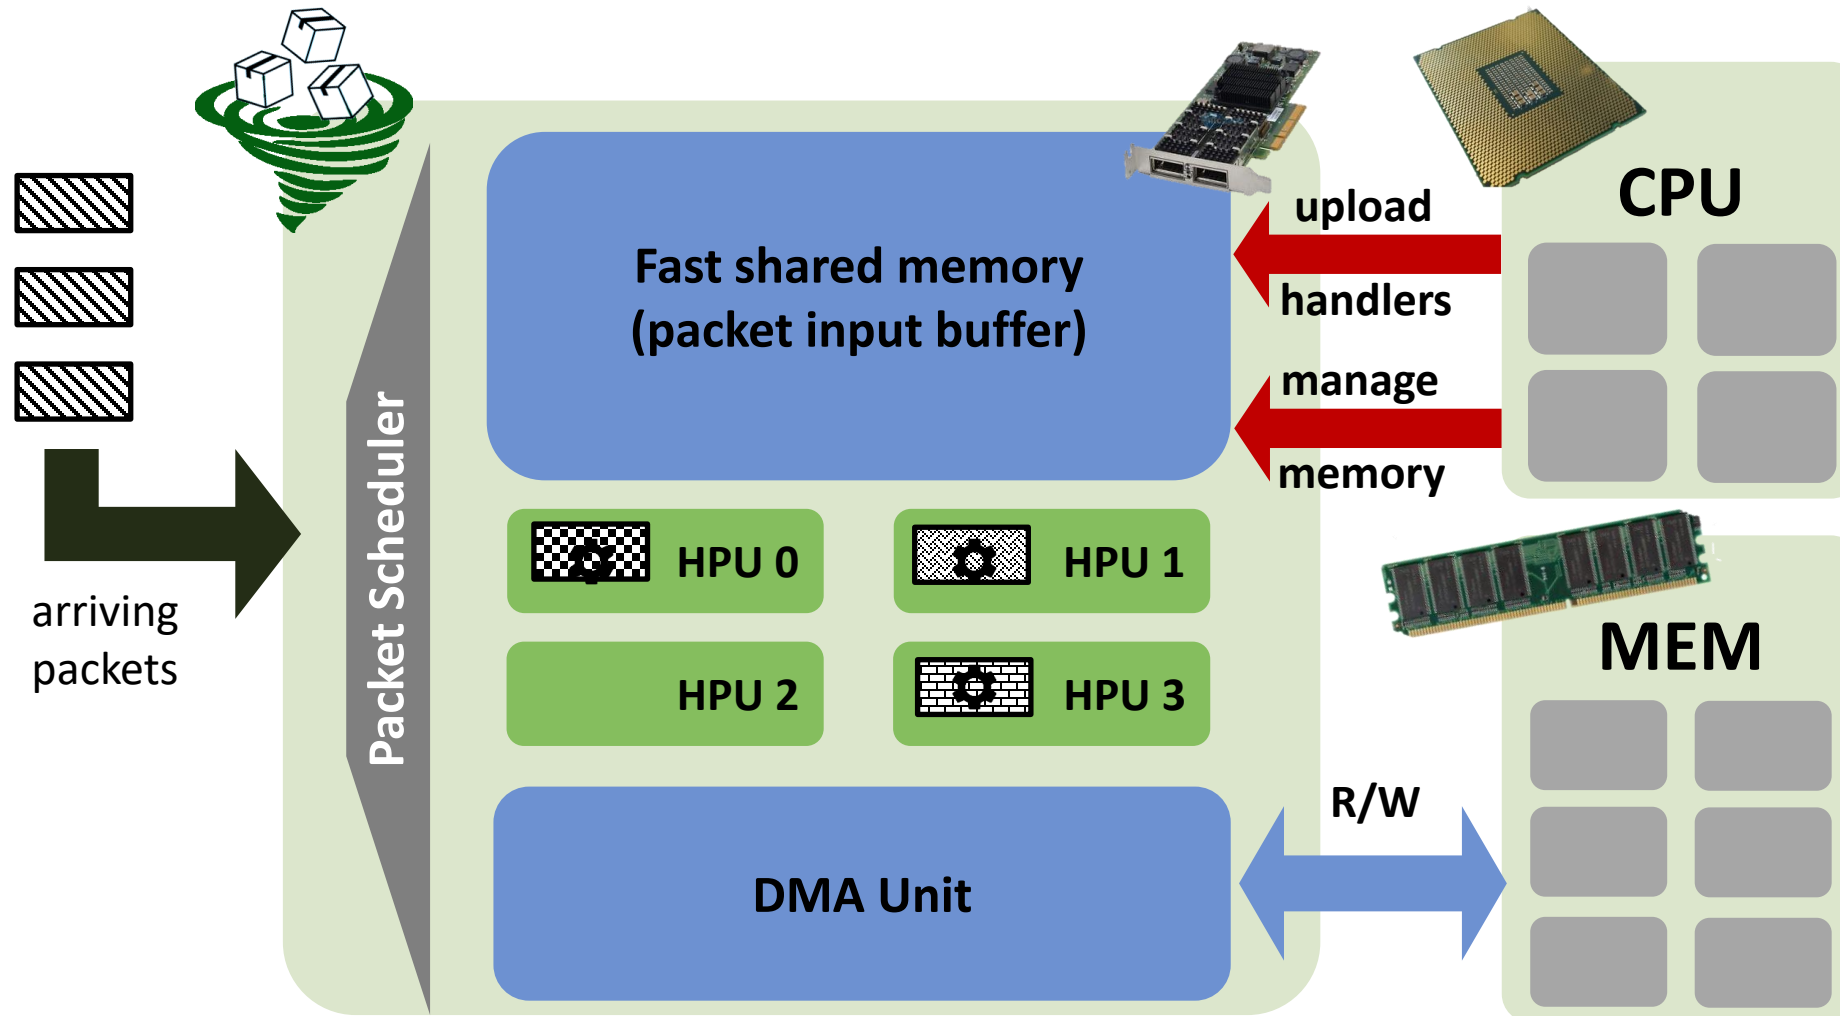 CPU
upload
handlers
Fast shared memory
(packet input buffer)
manage
memory
Packet Scheduler
HPU 0
HPU 1
arriving
packets
HPU 2
HPU 3
MEM
R/W
DMA Unit